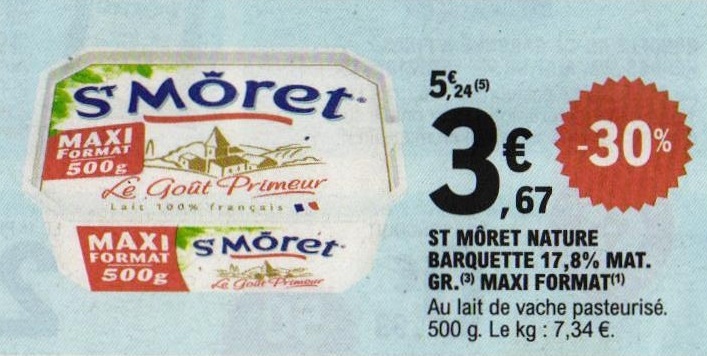 S^T MÔret
MAXI
FORMAT
500g
Le Goût Primeur
Lait 100% français
MAXI
FORMAT
500g
S^T MÔret
Le Goût Primeur
5,€24(5)
3€,67
-30%
ST MÔRET NATURE
BARQUETTE 17,8% MAT.
GR.(3) MAXI FORMAT(1)
Au lait de vache pasteurisé.
500 g. Le kg : 7,34 €.